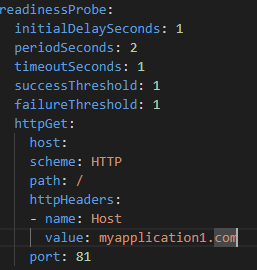 readinessProbe:
  initialDelaySeconds: 1
  periodSeconds: 2
  timeoutSeconds: 1
  successThreshold: 1
  failureThreshold: 1
  httpGet:
    host:
    scheme: HTTP
    path: /
    httpHeaders:
    - name: Host
      value: myapplication1.com
    port: 81